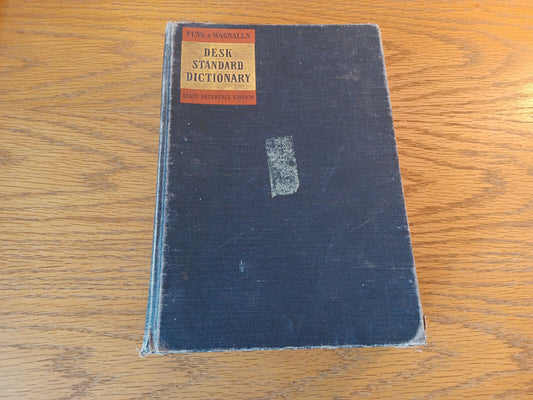 FUNK & WAGNALLS
DESK
STANDARD
DICTIONARY
READY REFERENCE EDITION